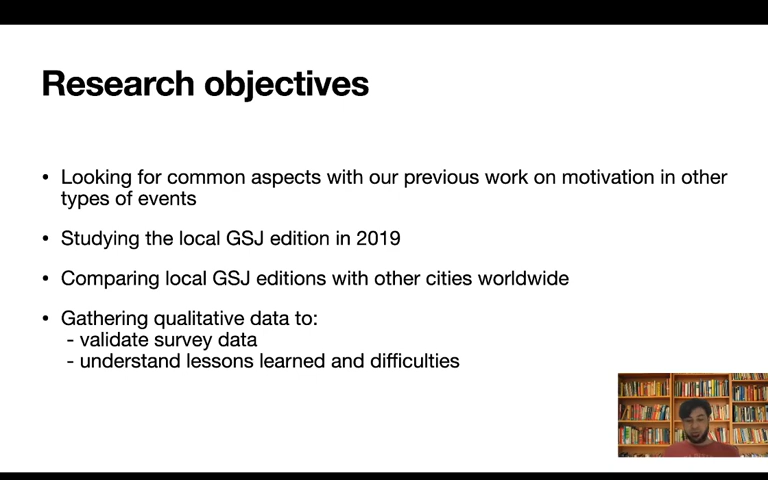 Research objectives
• Looking for common aspects with our previous work on motivation in other
types of events
• Studying the local GSJ edition in 2019
• Comparing local GSJ editions with other cities worldwide
• Gathering qualitative data to:
- validate survey data
- understand lessons learned and difficulties